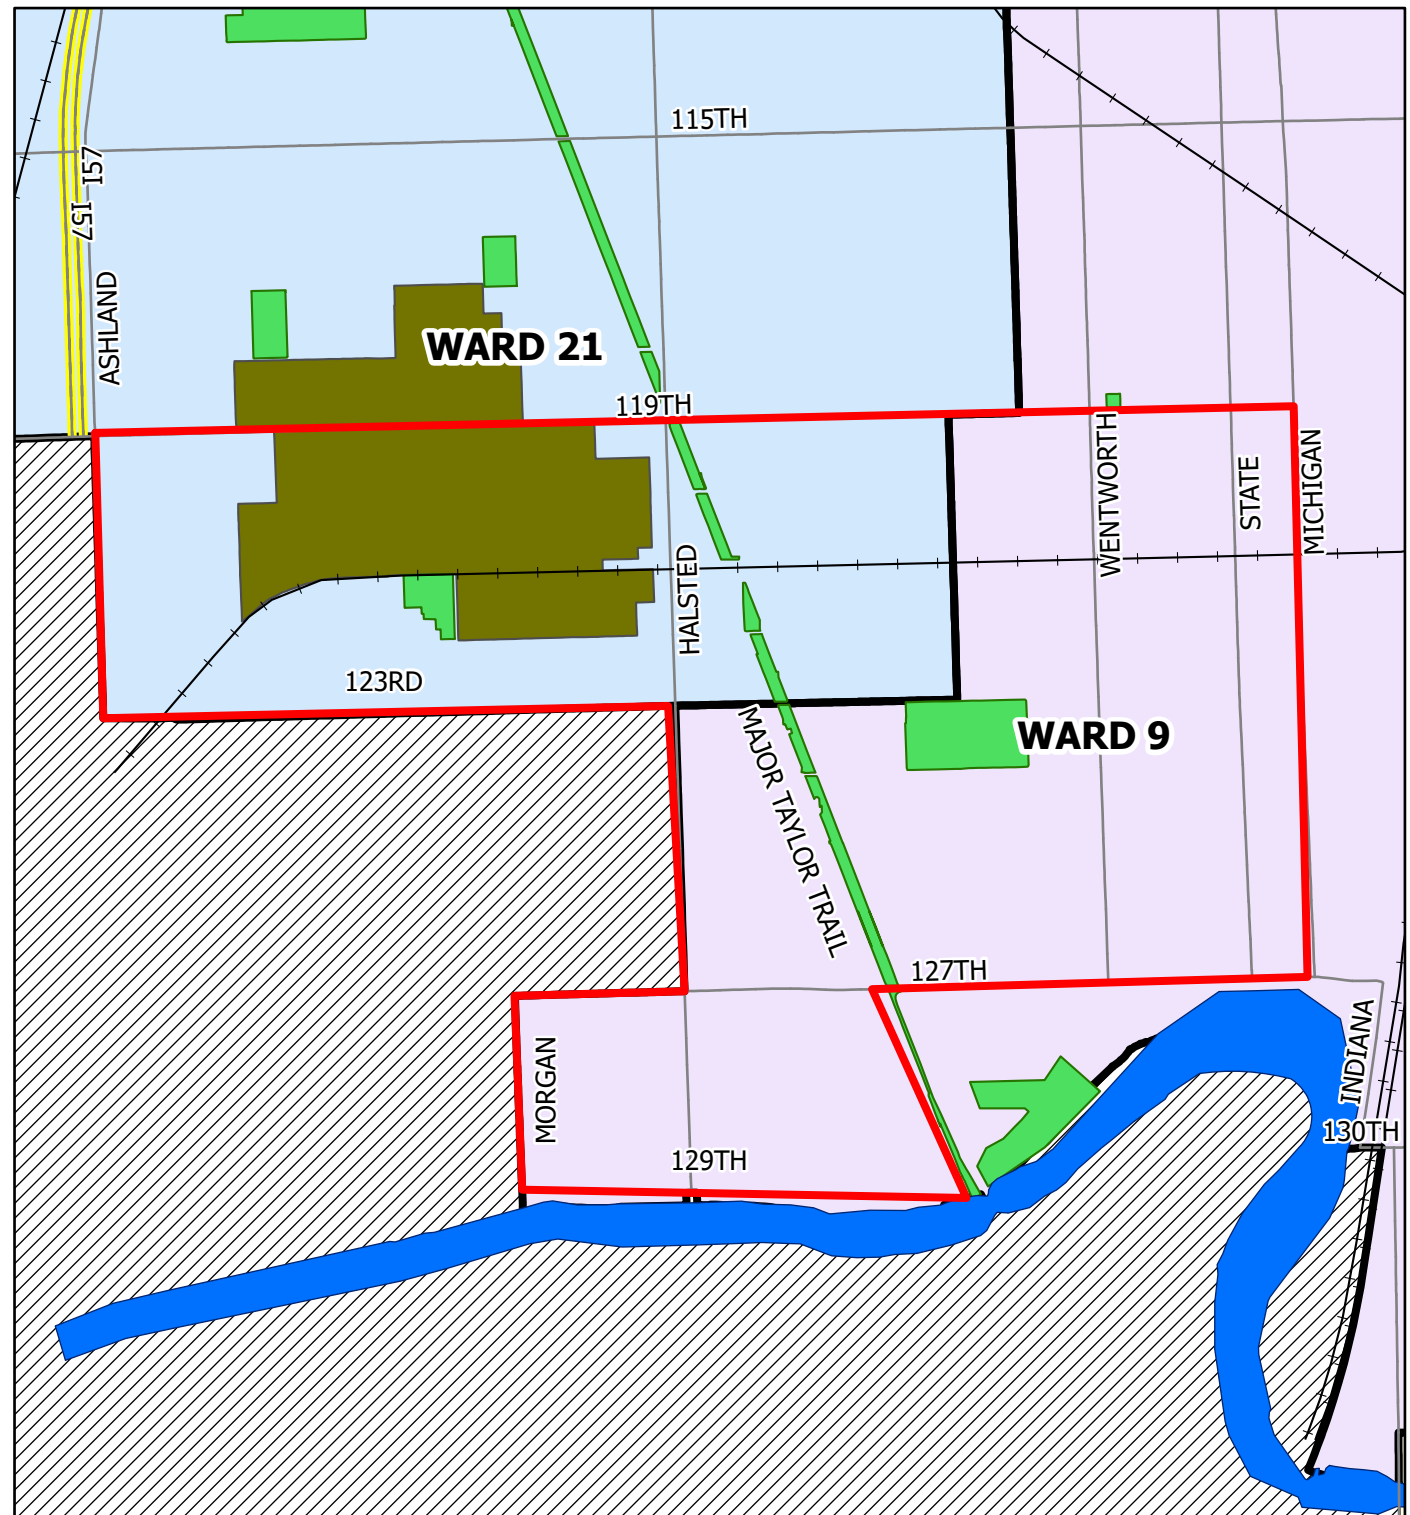 115TH
I57
I57
ASHLAND
WARD 21
119TH
WENTWORTH
STATE
MICHIGAN
HALSTED
123RD
MAJOR TAYLOR TRAIL
WARD 9
127TH
INDIANA
MORGAN
130TH
129TH